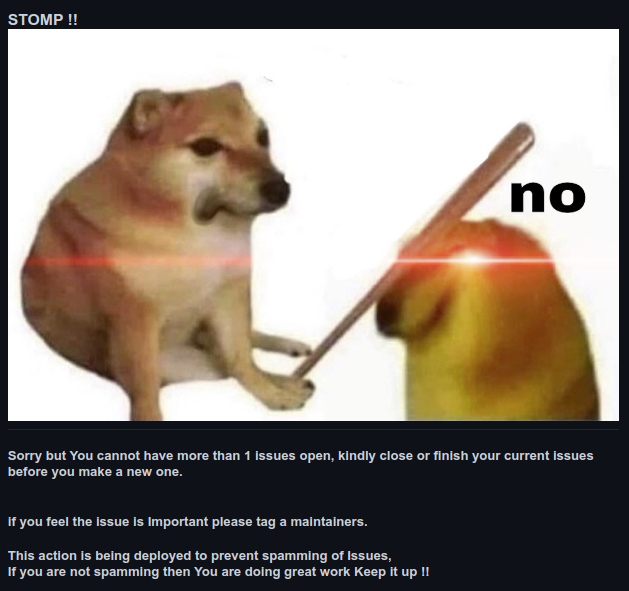 STOMP !!
no
Sorry but You cannot have more than 1 issues open, kindly close or finish your current issues
before you make a new one.
if you feel the issue is Important please tag a maintainers.
This action is being deployed to prevent spamming of Issues,
If you are not spamming then You are doing great work Keep it up !!